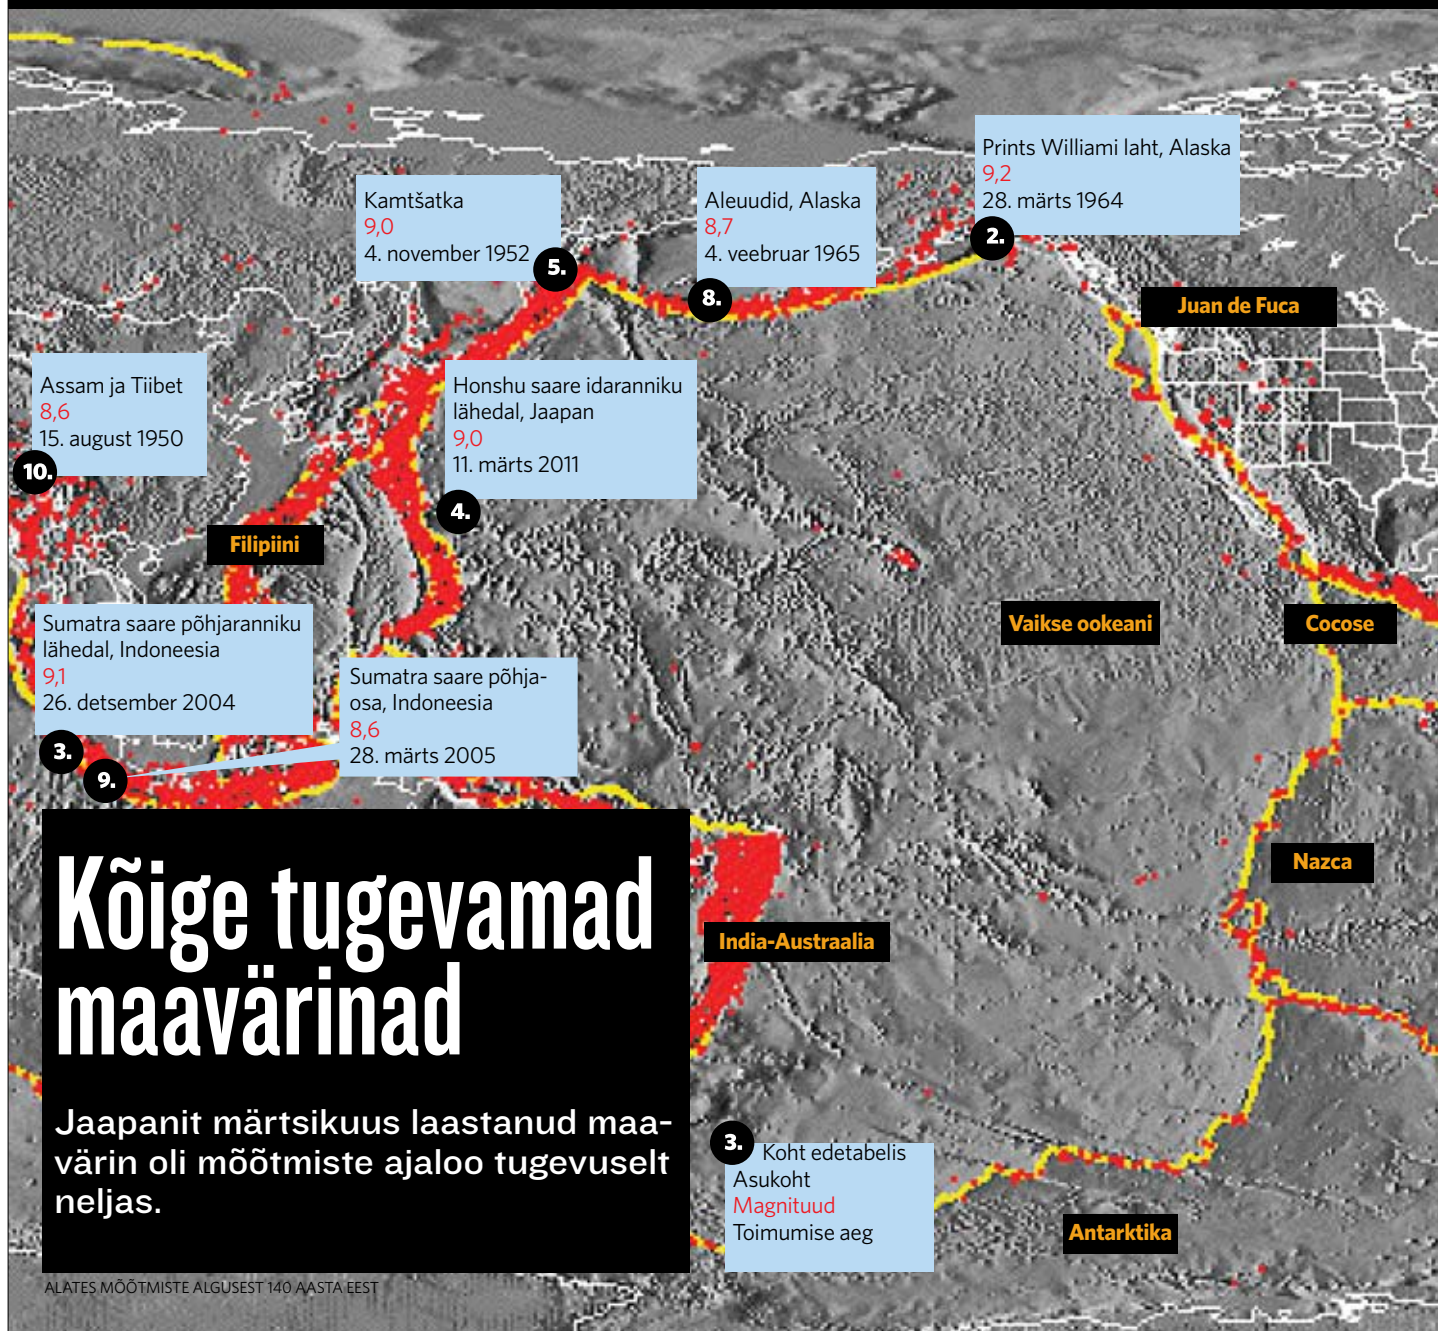 Prints Williami laht, Alaska
9,2
28. märts 1964
2.
Kamtšatka
9,0
4. november 1952
5.
Aleuudid, Alaska
8,7
4. veebruar 1965
8.
Juan de Fuca
Assam ja Tiibet
8,6
15. august 1950
10.
Honshu saare idaranniku
lähedal, Jaapan
9,0
11. märts 2011
4.
Filipiini
Vaikse ookeani
Cocose
Sumatra saare põhjaranniku
lähedal, Indoneesia
9,1
26. detsember 2004
3.
Sumatra saare põhja-
osa, Indoneesia
8,6
28. märts 2005
9.
Nazca
India-Austraalia
Kõige tugevamad
maavärinad
Jaapanit märtsikuus laastanud maa-
värin oli mõõtmiste ajaloo tugevuselt
neljas.
3. Koht edetabelis
Asukoht
Magnituud
Toimumise aeg
Antarktika
ALATES MÕÕTMISTE ALGUSEST 140 AASTA EEST